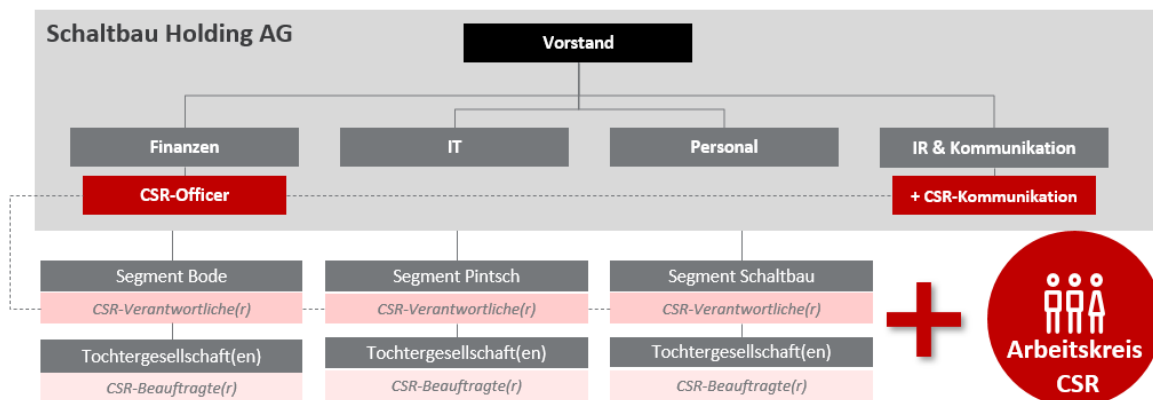 Schaltbau Holding AG
Vorstand
Finanzen
IT
Personal
IR & Kommunikation
CSR-Officer
+ CSR-Kommunikation
Segment Bode
Segment Pintsch
Segment Schaltbau
CSR-Verantwortliche(r)
CSR-Verantwortliche(r)
CSR-Verantwortliche(r)
Tochtergesellschaft(en)
Tochtergesellschaft(en)
Tochtergesellschaft(en)
CSR-Beauftragte(r)
CSR-Beauftragte(r)
CSR-Beauftragte(r)
Arbeitskreis
CSR